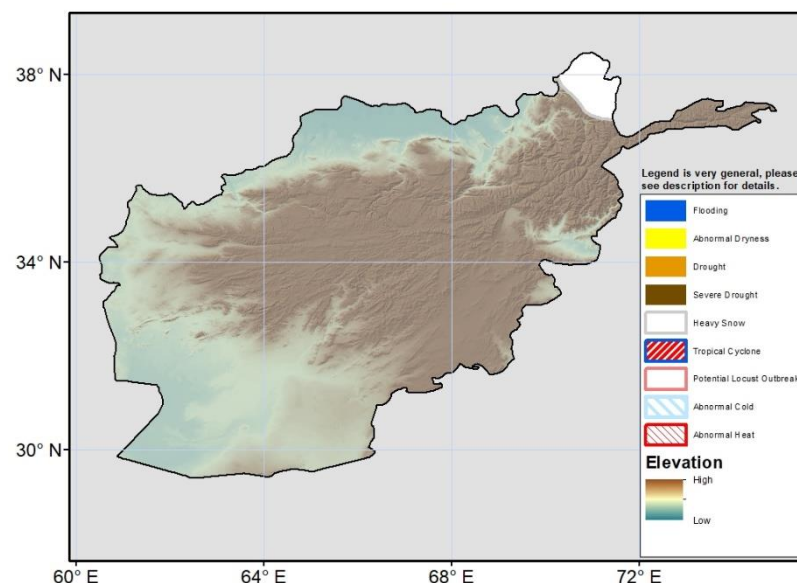 38° N
34° N
30° N
60° E
64° E
68° E
72° E
Legend is very general, please
see description for details.
Flooding
Abnormal Dryness
Drought
Severe Drought
Heavy Snow
Tropical Cyclone
Potential Locust Outbreak
Abnormal Cold
Abnormal Heat
Elevation
High
Low